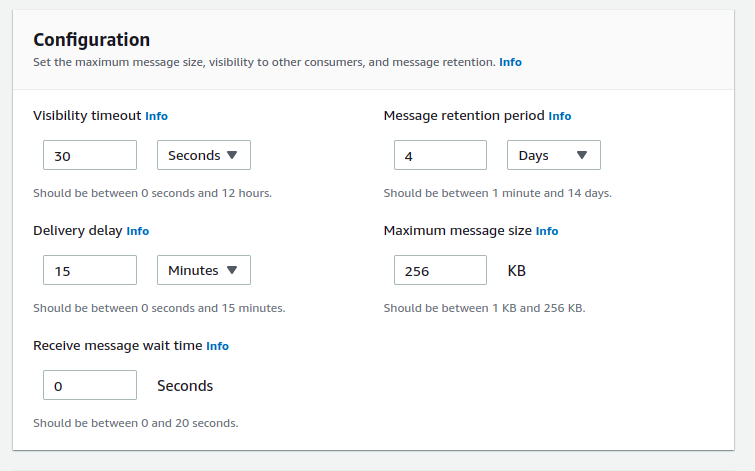 Configuration
Set the maximum message size, visibility to other consumers, and message retention. Info
Visibility timeout Info
30 Seconds
Should be between 0 seconds and 12 hours.
Message retention period Info
4 Days
Should be between 1 minute and 14 days.
Delivery delay Info
15 Minutes
Should be between 0 seconds and 15 minutes.
Maximum message size Info
256 KB
Should be between 1 KB and 256 KB.
Receive message wait time Info
0 Seconds
Should be between 0 and 20 seconds.